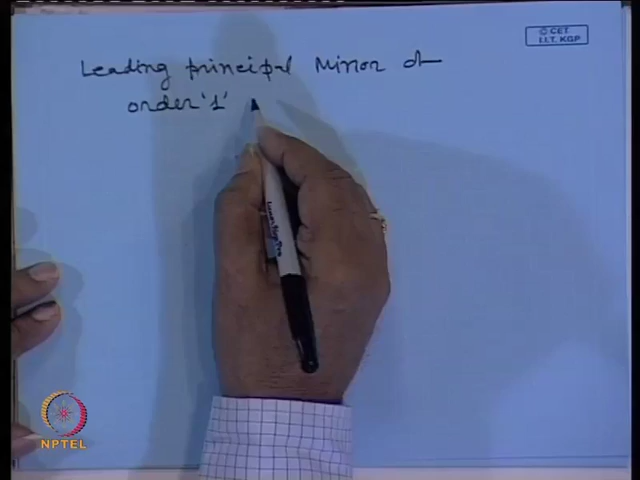 © CET
I.I.T. KGP
Leading principal Minor of
order '1'
NPTEL